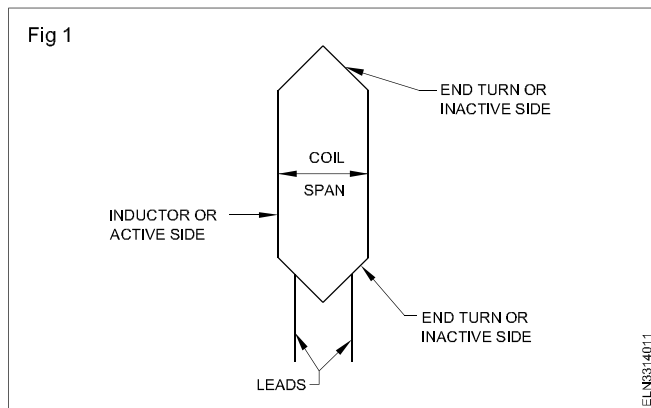 Fig 1
END TURN OR
INACTIVE SIDE
COIL
SPAN
INDUCTOR OR
ACTIVE SIDE
END TURN OR
INACTIVE SIDE
LEADS
ELN3314011